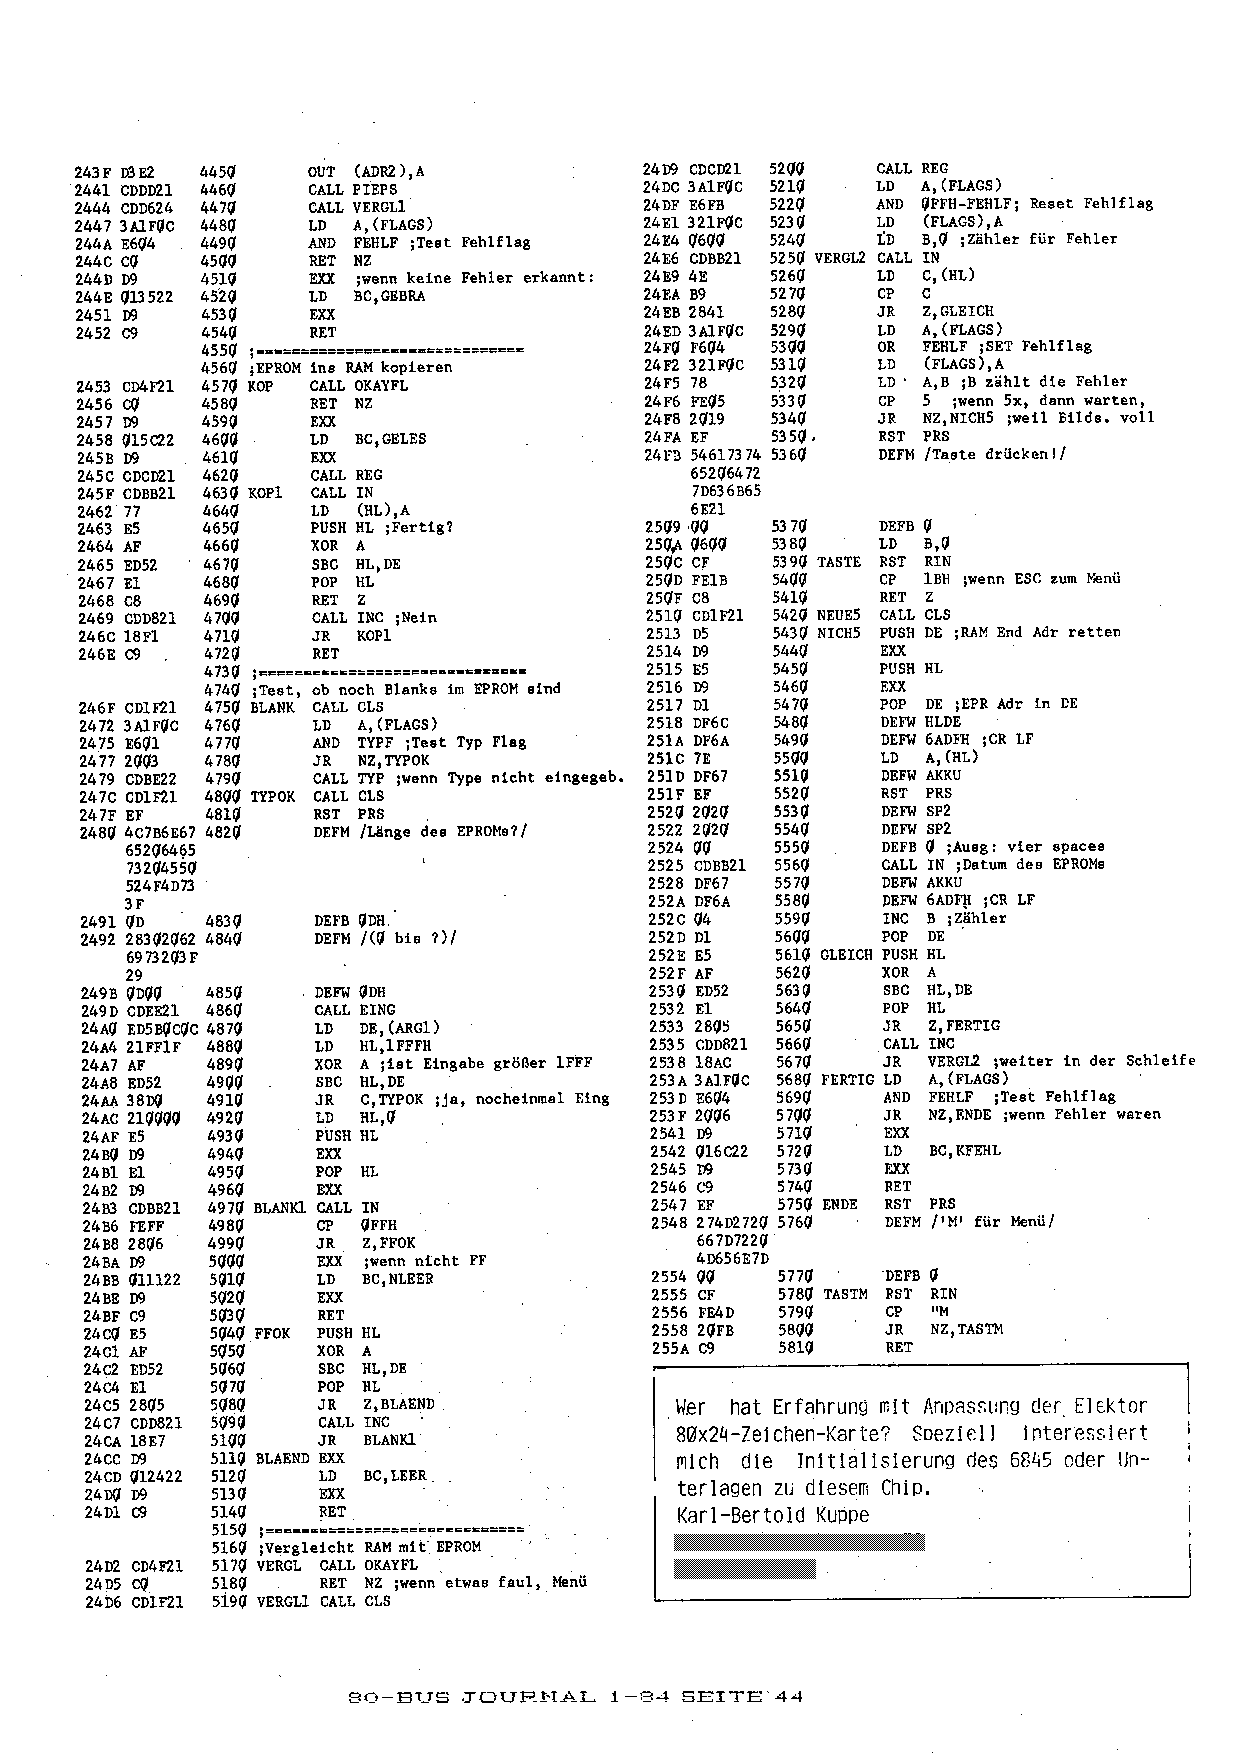 243F D3E2 4450 OUT (ADR2),A
2441 CDDD21 4460 CALL PIEPS
2444 CDD624 4470 CALL VERGL1
2447 3A1F0C 4480 LD A,(FLAGS)
244A E604 4490 AND FEHLF ;Test Fehlflag
244C C0 4500 RET NZ
244D D9 4510 EXX ;wenn keine Fehler erkannt:
244E 013522 4520 LD BC,GEBRA
2451 D9 4530 EXX
2452 C9 4540 RET
4550 ;==============================
4560 ;EPROM ins RAM kopieren
2453 CD4F21 4570 KOP CALL OKAYFL
2456 C0 4580 RET NZ
2457 D9 4590 EXX
2458 015C22 4600 LD BC,GELES
245B D9 4610 EXX
245C CDCD21 4620 CALL REG
245F CDBB21 4630 KOP1 CALL IN
2462 77 4640 LD (HL),A
2463 E5 4650 PUSH HL ;Fertig?
2464 AF 4660 XOR A
2465 ED52 4670 SBC HL,DE
2467 E1 4680 POP HL
2468 C8 4690 RET Z
2469 CDD821 4700 CALL INC ;Nein
246C 18F1 4710 JR KOP1
246E C9 4720 RET
4730 ;==============================
4740 ;Test, ob noch Blanks im EPROM sind
246F CD1F21 4750 BLANK CALL CLS
2472 3A1F0C 4760 LD A,(FLAGS)
2475 E601 4770 AND TYPF ;Test Typ Flag
2477 2003 4780 JR NZ,TYPOK
2479 CDBE22 4790 CALL TYP ;wenn Type nicht eingegeb.
247C CD1F21 4800 TYPOK CALL CLS
247F EF 4810 RST PRS
2480 4C7B6E67 4820 DEFM /Länge des EPROMs?/
65206465
73204550
524F4D73
3F
2491 0D 4830 DEFB 0DH
2492 28302062 4840 DEFM /(0 bis ?)/
6973203F
29
249B 0D00 4850 DEFW 0DH
249D CDEE21 4860 CALL EING
24A0 ED5B0C0C 4870 LD DE,(ARG1)
24A4 21FF1F 4880 LD HL,1FFFH
24A7 AF 4890 XOR A ;ist Eingabe größer 1FFF
24A8 ED52 4900 SBC HL,DE
24AA 38D0 4910 JR C,TYPOK ;ja, nocheinmal Eing
24AC 210000 4920 LD HL,0
24AF E5 4930 PUSH HL
24B0 D9 4940 EXX
24B1 E1 4950 POP HL
24B2 D9 4960 EXX
24B3 CDBB21 4970 BLANK1 CALL IN
24B6 FEFF 4980 CP 0FFH
24B8 2806 4990 JR Z,FFOK
24BA D9 5000 EXX ;wenn nicht FF
24BB 011122 5010 LD BC,NLEER
24BE D9 5020 EXX
24BF C9 5030 RET
24C0 E5 5040 FFOK PUSH HL
24C1 AF 5050 XOR A
24C2 ED52 5060 SBC HL,DE
24C4 E1 5070 POP HL
24C5 2805 5080 JR Z,BLAEND
24C7 CDD821 5090 CALL INC
24CA 18E7 5100 JR BLANK1
24CC D9 5110 BLAEND EXX
24CD 012422 5120 LD BC,LEER
24D0 D9 5130 EXX
24D1 C9 5140 RET
5150 ;=============================
5160 ;Vergleicht RAM mit EPROM
24D2 CD4F21 5170 VERGL CALL OKAYFL
24D5 C0 5180 RET NZ ;wenn etwas faul, Menü
24D6 CD1F21 5190 VERGL1 CALL CLS
24D9 CDCD21 5200 CALL REG
24DC 3A1F0C 5210 LD A,(FLAGS)
24DF E6FB 5220 AND 0FFH-FEHLF; Reset Fehlflag
24E1 321F0C 5230 LD (FLAGS),A
24E4 0600 5240 LD B,0 ;Zähler für Fehler
24E6 CDBB21 5250 VERGL2 CALL IN
24E9 4E 5260 LD C,(HL)
24EA B9 5270 CP C
24EB 2841 5280 JR Z,GLEICH
24ED 3A1F0C 5290 LD A,(FLAGS)
24F0 F604 5300 OR FEHLF ;SET Fehlflag
24F2 321F0C 5310 LD (FLAGS),A
24F5 78 5320 LD A,B ;B zählt die Fehler
24F6 FE05 5330 CP 5 ;wenn 5x, dann warten,
24F8 2019 5340 JR NZ,NICH5 ;weil Bilds. voll
24FA EF 5350 RST PRS
24FB 54617374 5360 DEFM /Taste drücken!/
65206472
7D636B65
6E21
2509 00 5370 DEFB 0
250A 0600 5380 LD B,0
250C CF 5390 TASTE RST RIN
250D FE1B 5400 CP 1BH ;wenn ESC zum Menü
250F C8 5410 RET Z
2510 CD1F21 5420 NEUE5 CALL CLS
2513 D5 5430 NICH5 PUSH DE ;RAM End Adr retten
2514 D9 5440 EXX
2515 E5 5450 PUSH HL
2516 D9 5460 EXX
2517 D1 5470 POP DE ;EPR Adr in DE
2518 DF6C 5480 DEFW HLDE
251A DF6A 5490 DEFW 6ADFH ;CR LF
251C 7E 5500 LD A,(HL)
251D DF67 5510 DEFW AKKU
251F EF 5520 RST PRS
2520 2020 5530 DEFW SP2
2522 2020 5540 DEFW SP2
2524 00 5550 DEFB 0 ;Ausg: vier spaces
2525 CDBB21 5560 CALL IN ;Datum des EPROMs
2528 DF67 5570 DEFW AKKU
252A DF6A 5580 DEFW 6ADFH ;CR LF
252C 04 5590 INC B ;Zähler
252D D1 5600 POP DE
252E E5 5610 GLEICH PUSH HL
252F AF 5620 XOR A
2530 ED52 5630 SBC HL,DE
2532 E1 5640 POP HL
2533 2805 5650 JR Z,FERTIG
2535 CDD821 5660 CALL INC
2538 18AC 5670 JR VERGL2 ;weiter in der Schleife
253A 3A1F0C 5680 FERTIG LD A,(FLAGS)
253D E604 5690 AND FEHLF ;Test Fehlflag
253F 2006 5700 JR NZ,ENDE ;wenn Fehler waren
2541 D9 5710 EXX
2542 016C22 5720 LD BC,KFEHL
2545 D9 5730 EXX
2546 C9 5740 RET
2547 EF 5750 ENDE RST PRS
2548 274D2720 5760 DEFM /'M' für Menü/
667D7220
4D656E7D
2554 00 5770 DEFB 0
2555 CF 5780 TASTM RST RIN
2556 FE4D 5790 CP "M
2558 20FB 5800 JR NZ,TASTM
255A C9 5810 RET
Wer hat Erfahrung mit Anpassung der Elektor
80x24-Zeichen-Karte? Speziell interessiert
mich die Initialisierung des 6845 oder Un-
terlagen zu diesem Chip.
Karl-Bertold Kuppe
80-BUS JOURNAL 1-84 SEITE 44